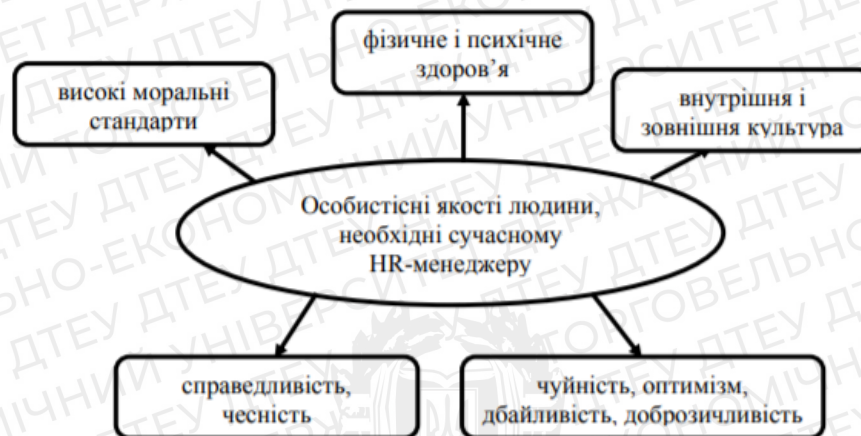 фізичне і психічне
здоров’я
високі моральні
стандарти
внутрішня і
зовнішня культура
Особистісні якості людини,
необхідні сучасному
HR-менеджеру
справедливість,
чесність
чуйність, оптимізм,
дбайливість, доброзичливість